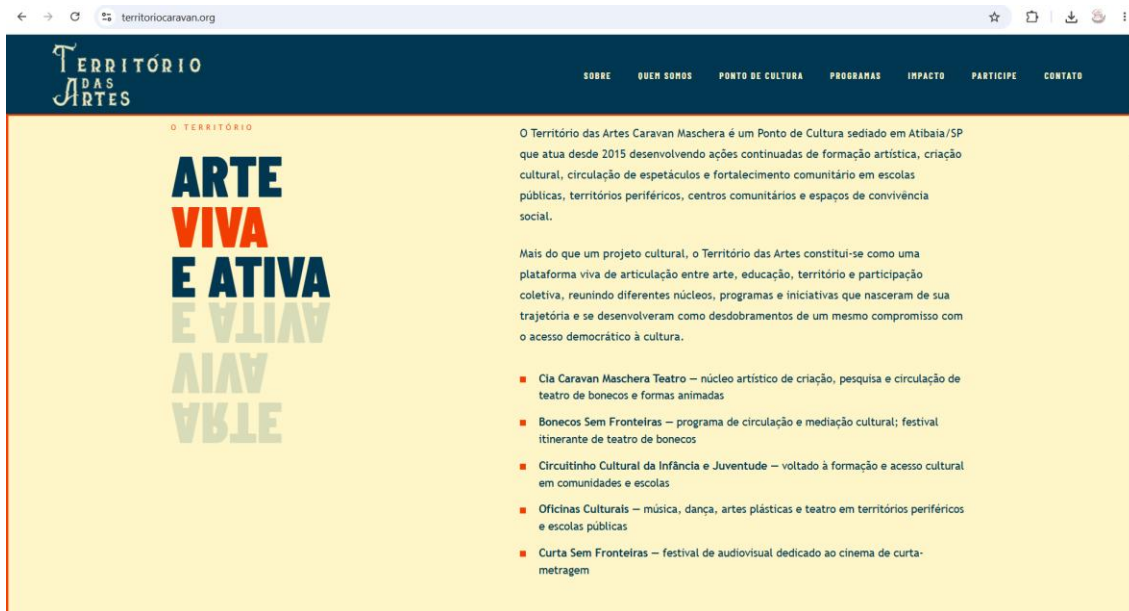 territoriocaravan.org
TERRITÓRIO
DAS
ARTES
SOBRE QUEM SOMOS PONTO DE CULTURA PROGRAMAS IMPACTO PARTICIPE CONTATO
O TERRITÓRIO
ARTE
VIVA
E ATIVA
E ATIVA
VIVA
ARTE
O Território das Artes Caravan Maschera é um Ponto de Cultura sediado em Atibaia/SP
que atua desde 2015 desenvolvendo ações continuadas de formação artística, criação
cultural, circulação de espetáculos e fortalecimento comunitário em escolas
públicas, territórios periféricos, centros comunitários e espaços de convivência
social.
Mais do que um projeto cultural, o Território das Artes constitui-se como uma
plataforma viva de articulação entre arte, educação, território e participação
coletiva, reunindo diferentes núcleos, programas e iniciativas que nasceram de sua
trajetória e se desenvolveram como desdobramentos de um mesmo compromisso com
o acesso democrático à cultura.
Cia Caravan Maschera Teatro — núcleo artístico de criação, pesquisa e circulação de
teatro de bonecos e formas animadas
Bonecos Sem Fronteiras — programa de circulação e mediação cultural; festival
itinerante de teatro de bonecos
Circuitinho Cultural da Infância e Juventude — voltado à formação e acesso cultural
em comunidades e escolas
Oficinas Culturais — música, dança, artes plásticas e teatro em territórios periféricos
e escolas públicas
Curta Sem Fronteiras — festival de audiovisual dedicado ao cinema de curta-
metragem